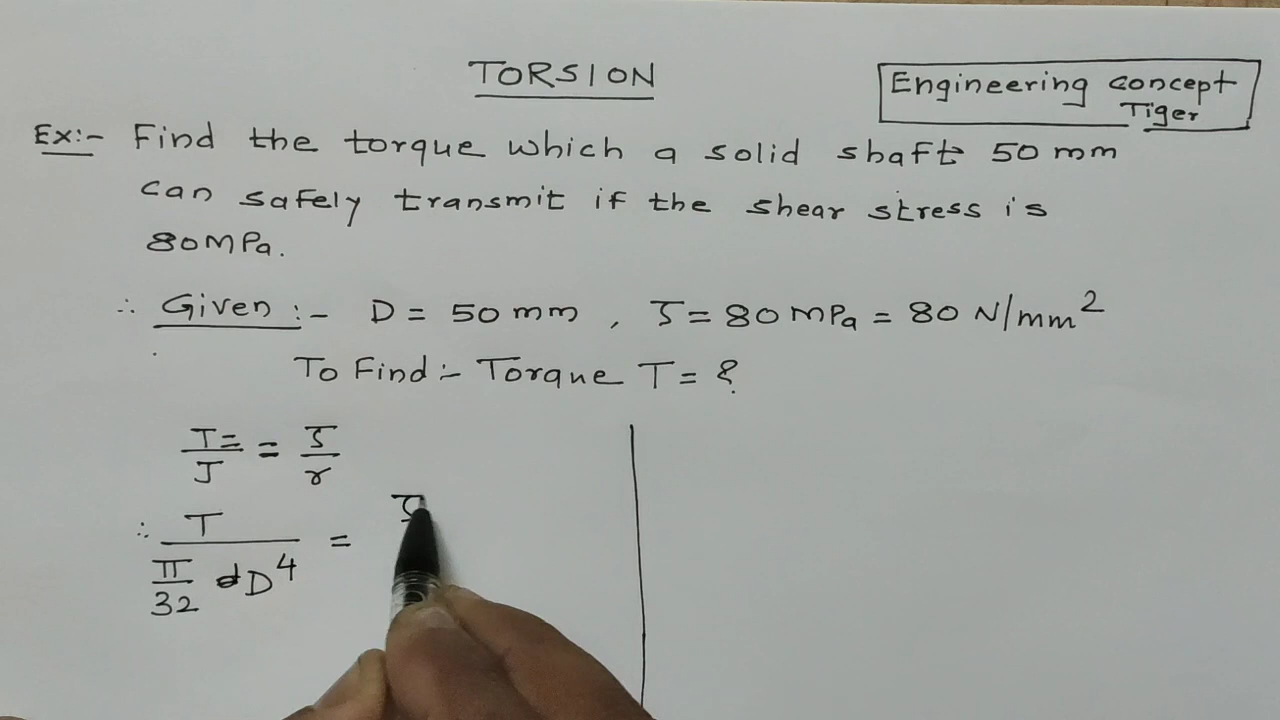 TORSION
Engineering concept
Tiger
Ex:- Find the torque which a solid shaft 50 mm
can safely transmit if the shear stress is
80MPa.
∴ Given :- D = 50 mm , τ = 80 MPa = 80 N/mm²
To Find :- Torque T = ?
T= / J = τ / r
∴ T / (π/32 D⁴) = τ